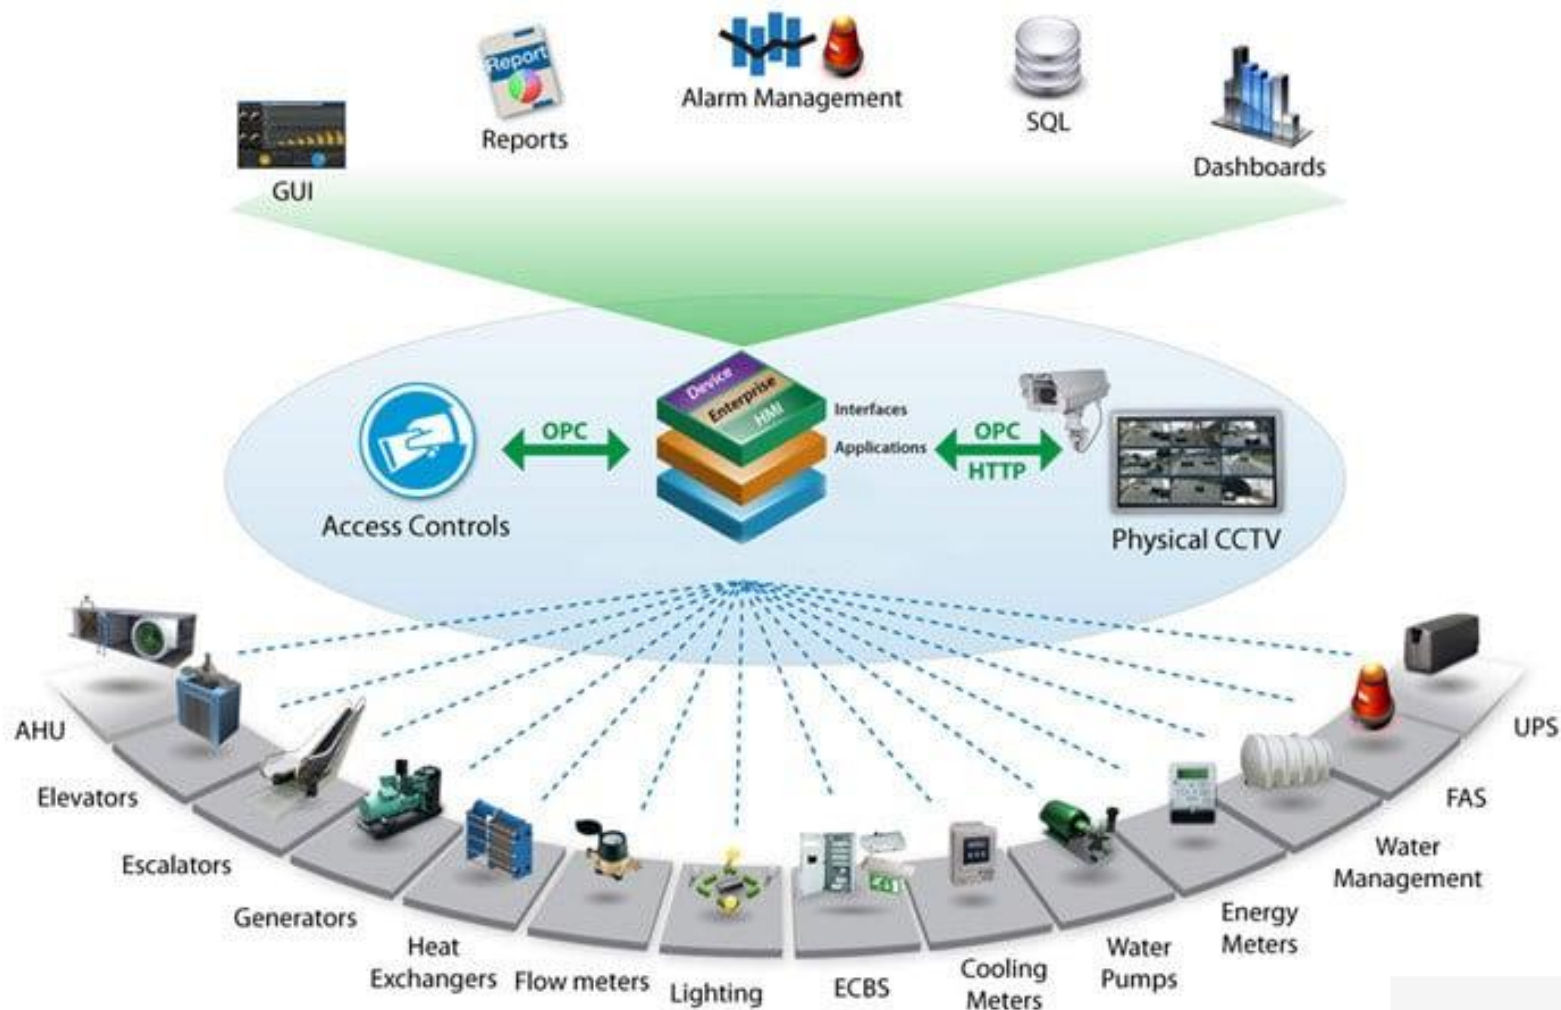 Report
Alarm Management
Reports
SQL
Dashboards
GUI
Device
Enterprise
HMI
Interfaces
Applications
OPC
OPC
HTTP
Access Controls
Physical CCTV
AHU
UPS
Elevators
FAS
Escalators
Water
Management
Generators
Energy
Meters
Heat
Exchangers
Water
Pumps
Flow meters
Cooling
Meters
Lighting
ECBS